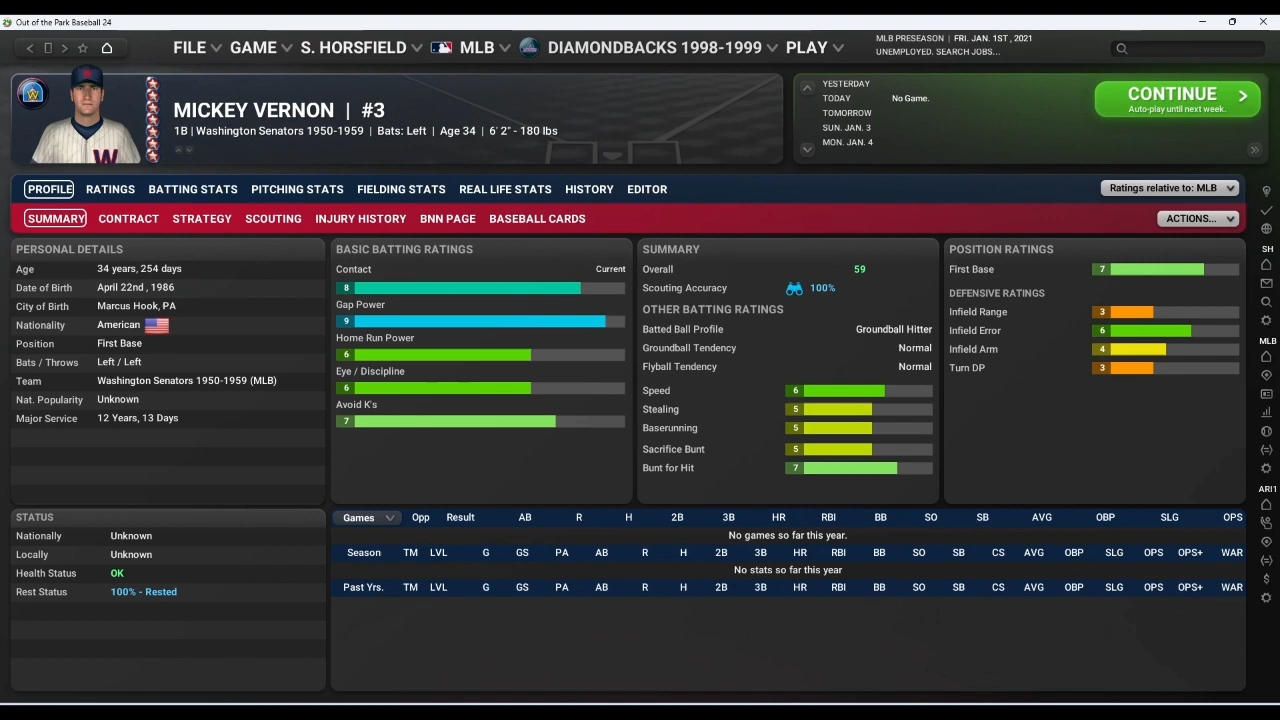 Out of the Park Baseball 24
FILE GAME S. HORSFIELD MLB DIAMONDBACKS 1998-1999 PLAY
MLB PRESEASON | FRI. JAN. 1ST , 2021
UNEMPLOYED. SEARCH JOBS...
MICKEY VERNON | #3
1B | Washington Senators 1950-1959 | Bats: Left | Age 34 | 6' 2" - 180 lbs
W
W
YESTERDAY
TODAY No Game.
TOMORROW
SUN. JAN. 3
MON. JAN. 4
CONTINUE
Auto-play until next week.
PROFILE RATINGS BATTING STATS PITCHING STATS FIELDING STATS REAL LIFE STATS HISTORY EDITOR
Ratings relative to: MLB
SUMMARY CONTRACT STRATEGY SCOUTING INJURY HISTORY BNN PAGE BASEBALL CARDS
ACTIONS...
PERSONAL DETAILS
Age 34 years, 254 days
Date of Birth April 22nd , 1986
City of Birth Marcus Hook, PA
Nationality American
Position First Base
Bats / Throws Left / Left
Team Washington Senators 1950-1959 (MLB)
Nat. Popularity Unknown
Major Service 12 Years, 13 Days
BASIC BATTING RATINGS
Contact Current
8
Gap Power
9
Home Run Power
6
Eye / Discipline
6
Avoid K's
7
SUMMARY
Overall 59
Scouting Accuracy 100%
OTHER BATTING RATINGS
Batted Ball Profile Groundball Hitter
Groundball Tendency Normal
Flyball Tendency Normal
Speed 6
Stealing 5
Baserunning 5
Sacrifice Bunt 5
Bunt for Hit 7
POSITION RATINGS
First Base 7
DEFENSIVE RATINGS
Infield Range 3
Infield Error 6
Infield Arm 4
Turn DP 3
SH
MLB
ARI1
STATUS
Nationally Unknown
Locally Unknown
Health Status OK
Rest Status 100% - Rested
Games Opp Result AB R H 2B 3B HR RBI BB SO SB AVG OBP SLG OPS
No games so far this year.
Season TM LVL G GS PA AB R H 2B 3B HR RBI BB SO SB CS AVG OBP SLG OPS OPS+ WAR
No stats so far this year
Past Yrs. TM LVL G GS PA AB R H 2B 3B HR RBI BB SO SB CS AVG OBP SLG OPS OPS+ WAR